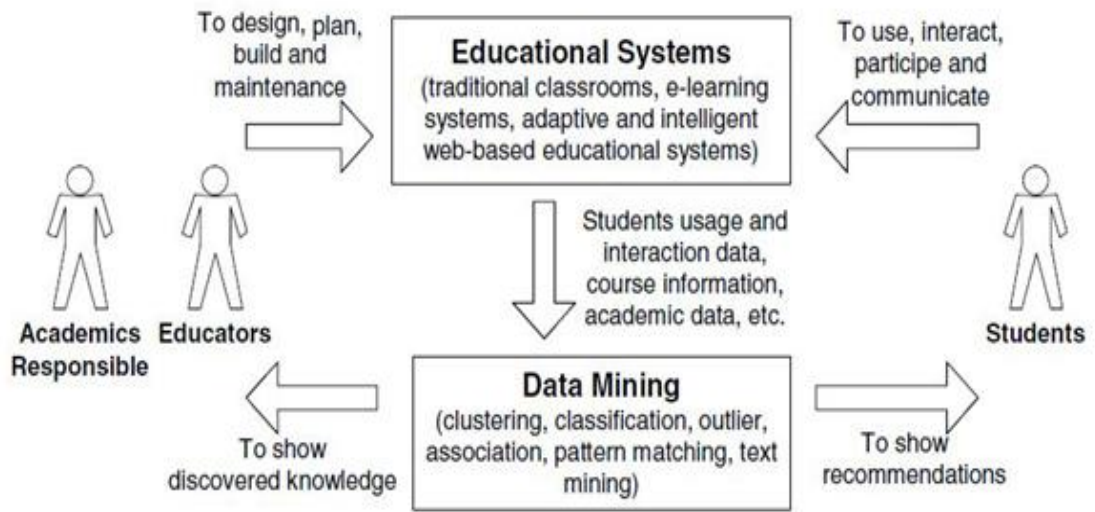 To design, plan,
build and
maintenance
Educational Systems
(traditional classrooms, e-learning
systems, adaptive and intelligent
web-based educational systems)
To use, interact,
participe and
communicate
Students usage and
interaction data,
course information,
academic data, etc.
Academics
Responsible
Educators
Students
Data Mining
(clustering, classification, outlier,
association, pattern matching, text
mining)
To show
discovered knowledge
To show
recommendations